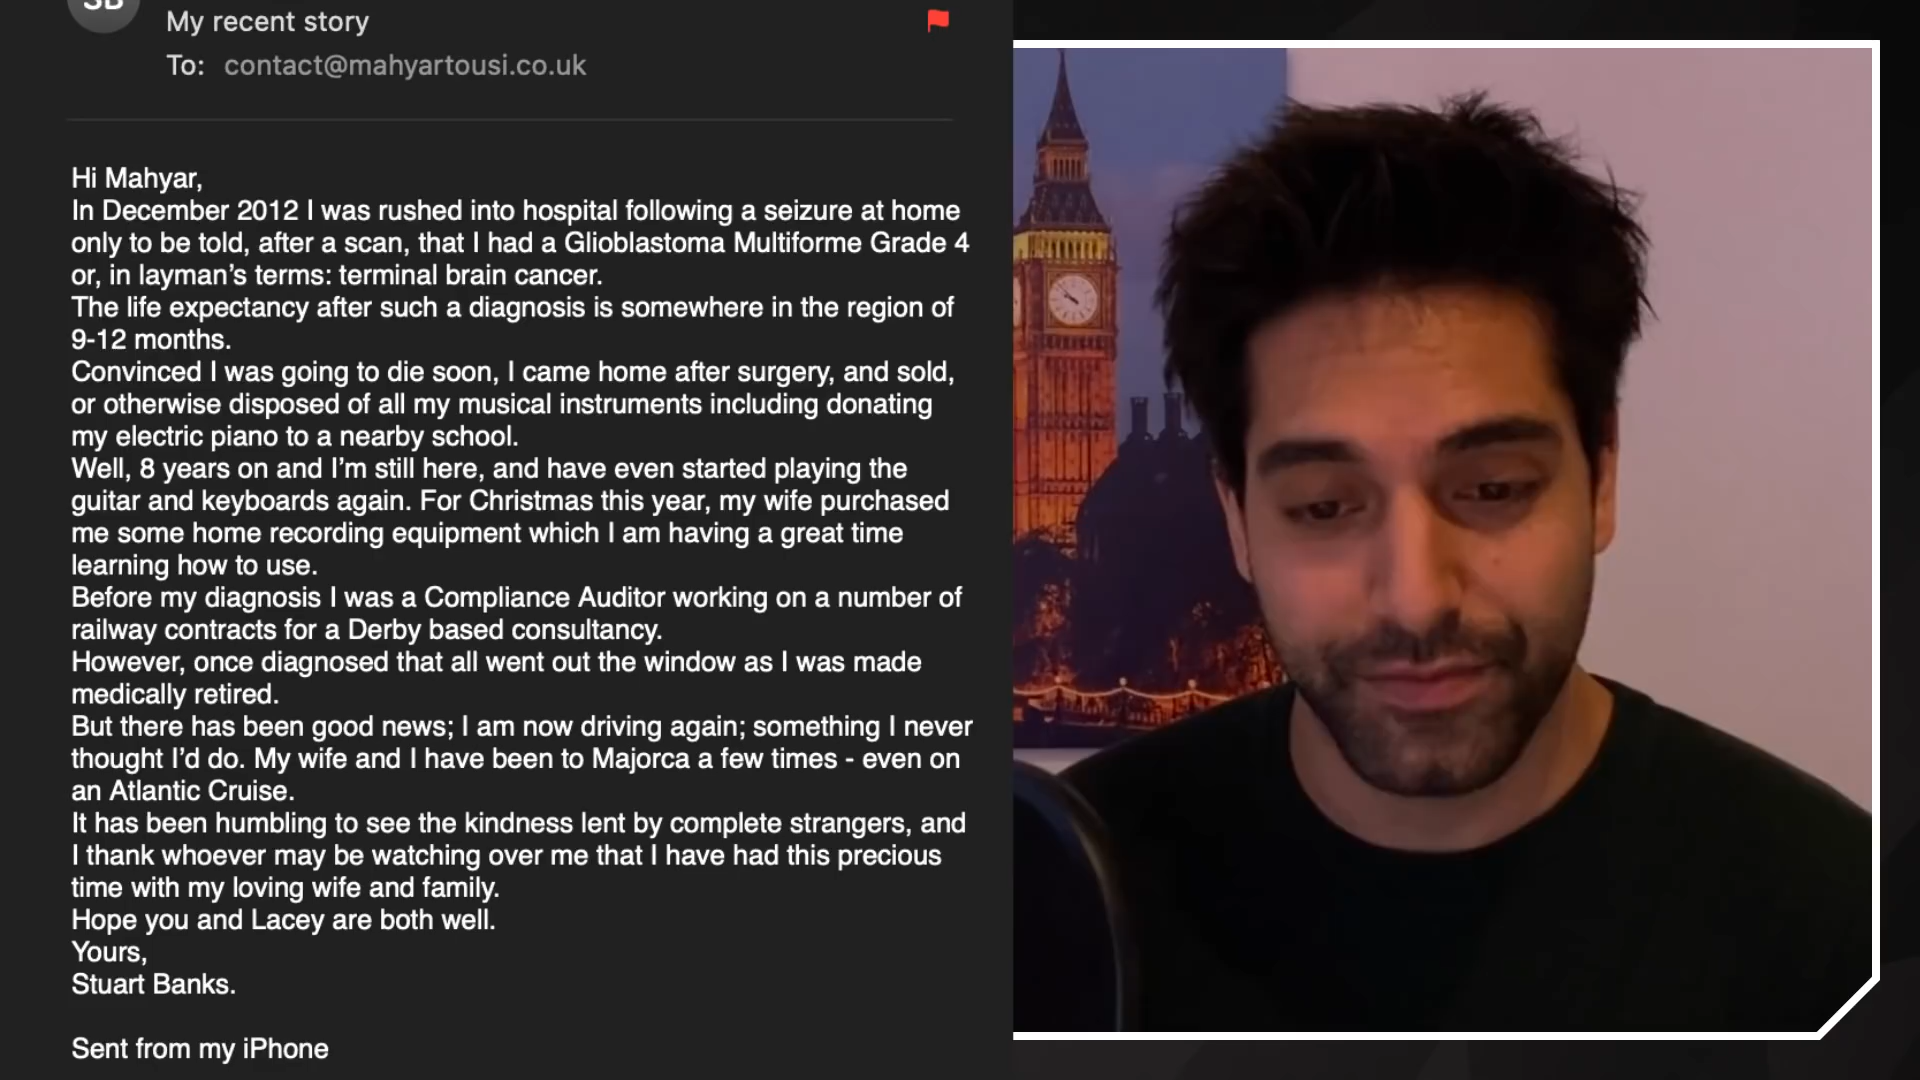 SB
My recent story
To: contact@mahyartousi.co.uk
Hi Mahyar,
In December 2012 I was rushed into hospital following a seizure at home
only to be told, after a scan, that I had a Glioblastoma Multiforme Grade 4
or, in layman’s terms: terminal brain cancer.
The life expectancy after such a diagnosis is somewhere in the region of
9-12 months.
Convinced I was going to die soon, I came home after surgery, and sold,
or otherwise disposed of all my musical instruments including donating
my electric piano to a nearby school.
Well, 8 years on and I’m still here, and have even started playing the
guitar and keyboards again. For Christmas this year, my wife purchased
me some home recording equipment which I am having a great time
learning how to use.
Before my diagnosis I was a Compliance Auditor working on a number of
railway contracts for a Derby based consultancy.
However, once diagnosed that all went out the window as I was made
medically retired.
But there has been good news; I am now driving again; something I never
thought I’d do. My wife and I have been to Majorca a few times - even on
an Atlantic Cruise.
It has been humbling to see the kindness lent by complete strangers, and
I thank whoever may be watching over me that I have had this precious
time with my loving wife and family.
Hope you and Lacey are both well.
Yours,
Stuart Banks.
Sent from my iPhone